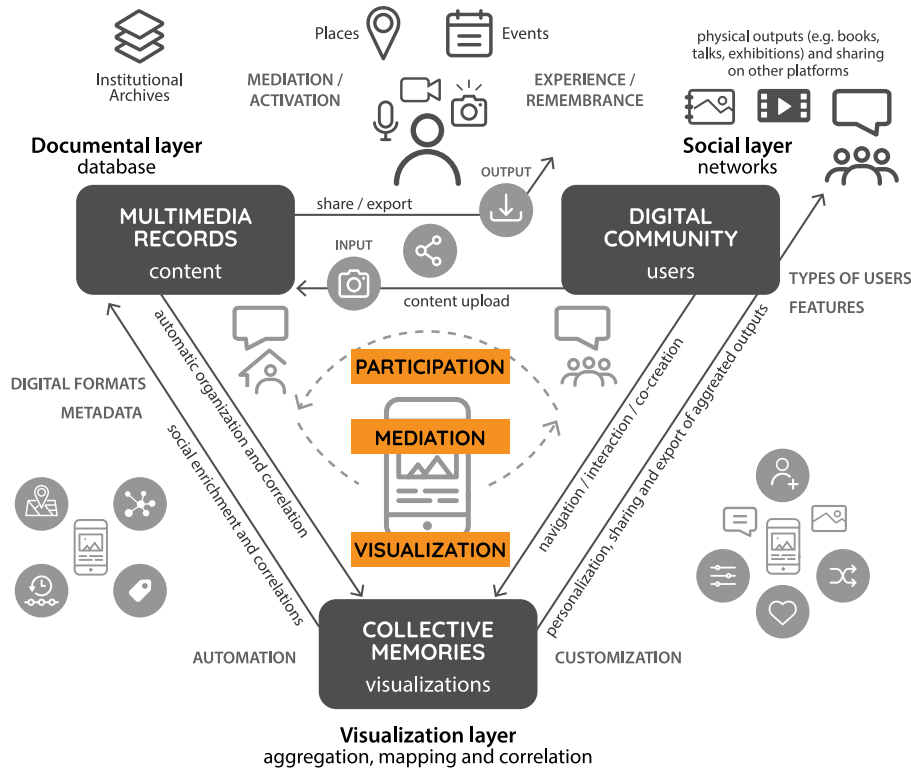 Places
Events
physical outputs (e.g. books,
talks, exhibitions) and sharing
on other platforms
Institutional
Archives
MEDIATION /
ACTIVATION
EXPERIENCE /
REMEMBRANCE
Documental layer
database
Social layer
networks
OUTPUT
MULTIMEDIA
RECORDS
content
share / export
DIGITAL
COMMUNITY
users
INPUT
content upload
TYPES OF USERS
FEATURES
automatic organization and correlation
social enrichment and correlations
DIGITAL FORMATS
METADATA
PARTICIPATION
MEDIATION
VISUALIZATION
navigation / interaction / co-creation
personalization, sharing and export of aggreated outputs
AUTOMATION
COLLECTIVE
MEMORIES
visualizations
CUSTOMIZATION
Visualization layer
aggregation, mapping and correlation